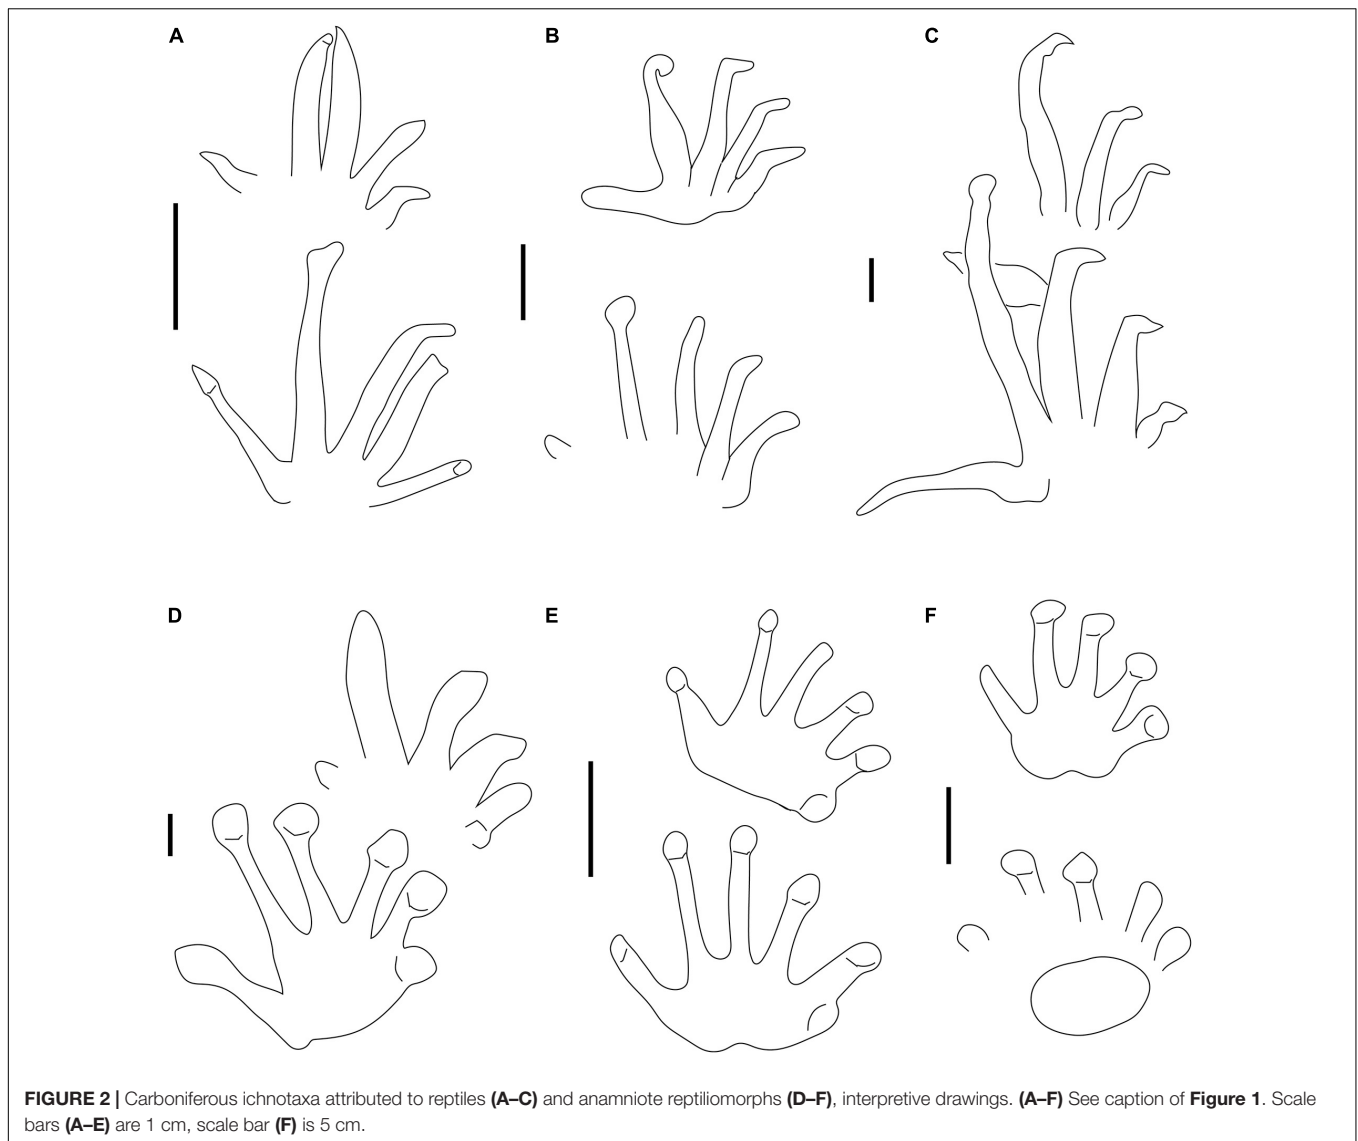 A
B
C
D
E
F
FIGURE 2 | Carboniferous ichnotaxa attributed to reptiles (A–C) and anamniote reptiliomorphs (D–F), interpretive drawings. (A–F) See caption of Figure 1. Scale
bars (A–E) are 1 cm, scale bar (F) is 5 cm.